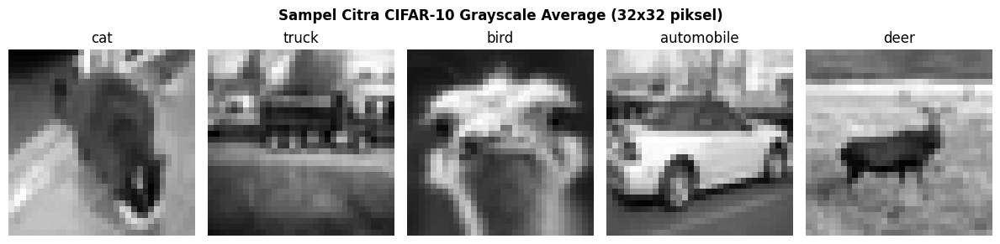 Sampel Citra CIFAR-10 Grayscale Average (32x32 piksel)
cat truck bird automobile deer